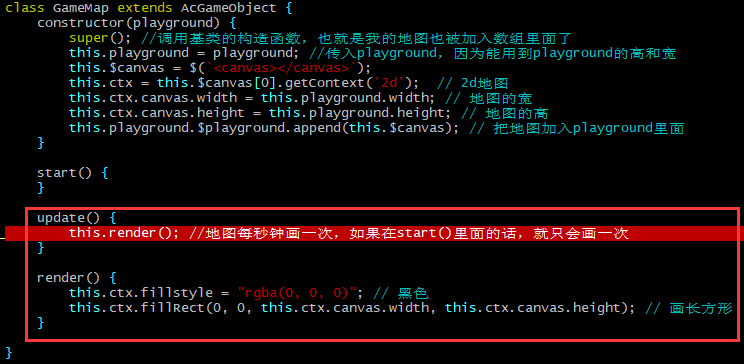 class GameMap extends AcGameObject {
    constructor(playground) {
        super(); //调用基类的构造函数，也就是我的地图也被加入数组里面了
        this.playground = playground; //传入playground，因为能用到playground的高和宽
        this.$canvas = $(`<canvas></canvas>`);
        this.ctx = this.$canvas[0].getContext('2d');  // 2d地图
        this.ctx.canvas.width = this.playground.width; // 地图的宽
        this.ctx.canvas.height = this.playground.height; // 地图的高
        this.playground.$playground.append(this.$canvas); // 把地图加入playground里面
    }
    start() {
    }
    update() {
        this.render(); //地图每秒钟画一次，如果在start()里面的话，就只会画一次
    }
    render() {
        this.ctx.fillstyle = "rgba(0, 0, 0)"; // 黑色
        this.ctx.fillRect(0, 0, this.ctx.canvas.width, this.ctx.canvas.height); // 画长方形
    }
}